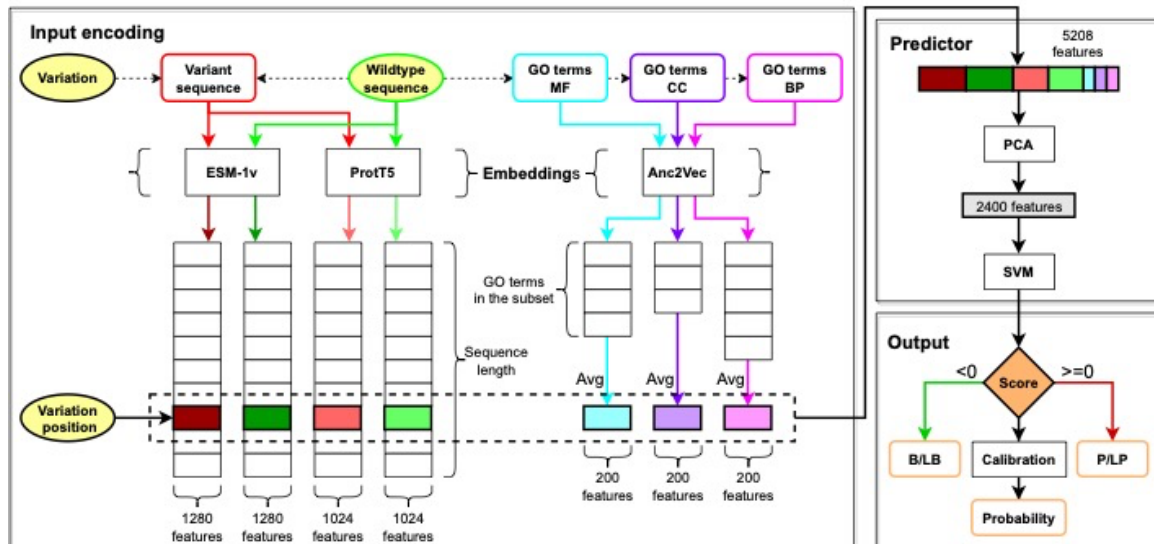 Input encoding
Variation
Variant
sequence
Wildtype
sequence
GO terms
MF
GO terms
CC
GO terms
BP
ESM-1v
ProtT5
Embeddings
Anc2Vec
GO terms
in the subset
Sequence
length
Avg
Avg
Avg
Variation
position
1280
features
1280
features
1024
features
1024
features
200
features
200
features
200
features
Predictor
5208
features
PCA
2400 features
SVM
Output
<0
Score
>=0
B/LB
Calibration
P/LP
Probability